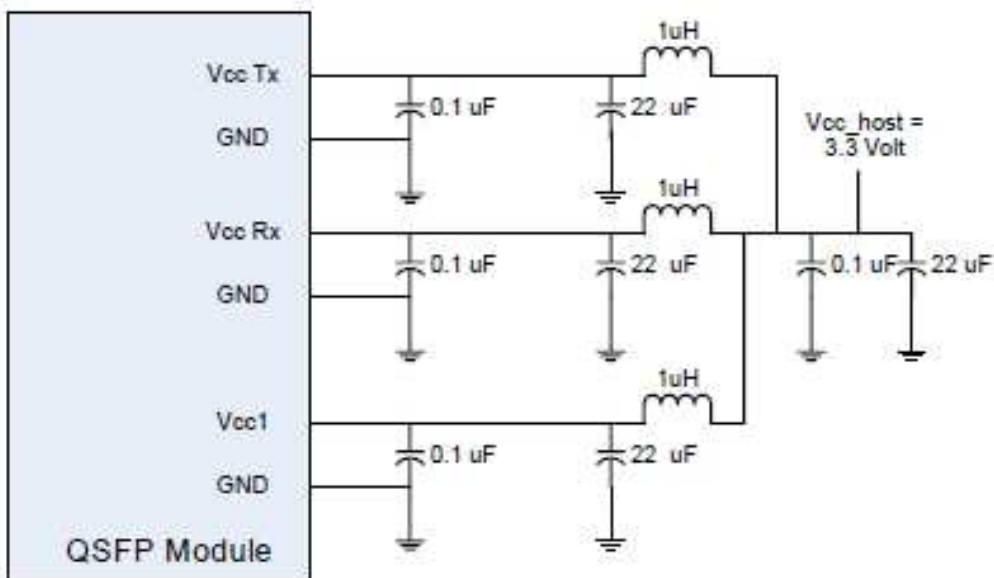 1uH
Vcc Tx
0.1 uF
22 uF
GND
Vcc_host =
3.3 Volt
1uH
Vcc Rx
0.1 uF
22 uF
0.1 uF
22 uF
GND
1uH
Vcc1
0.1 uF
22 uF
GND
QSFP Module